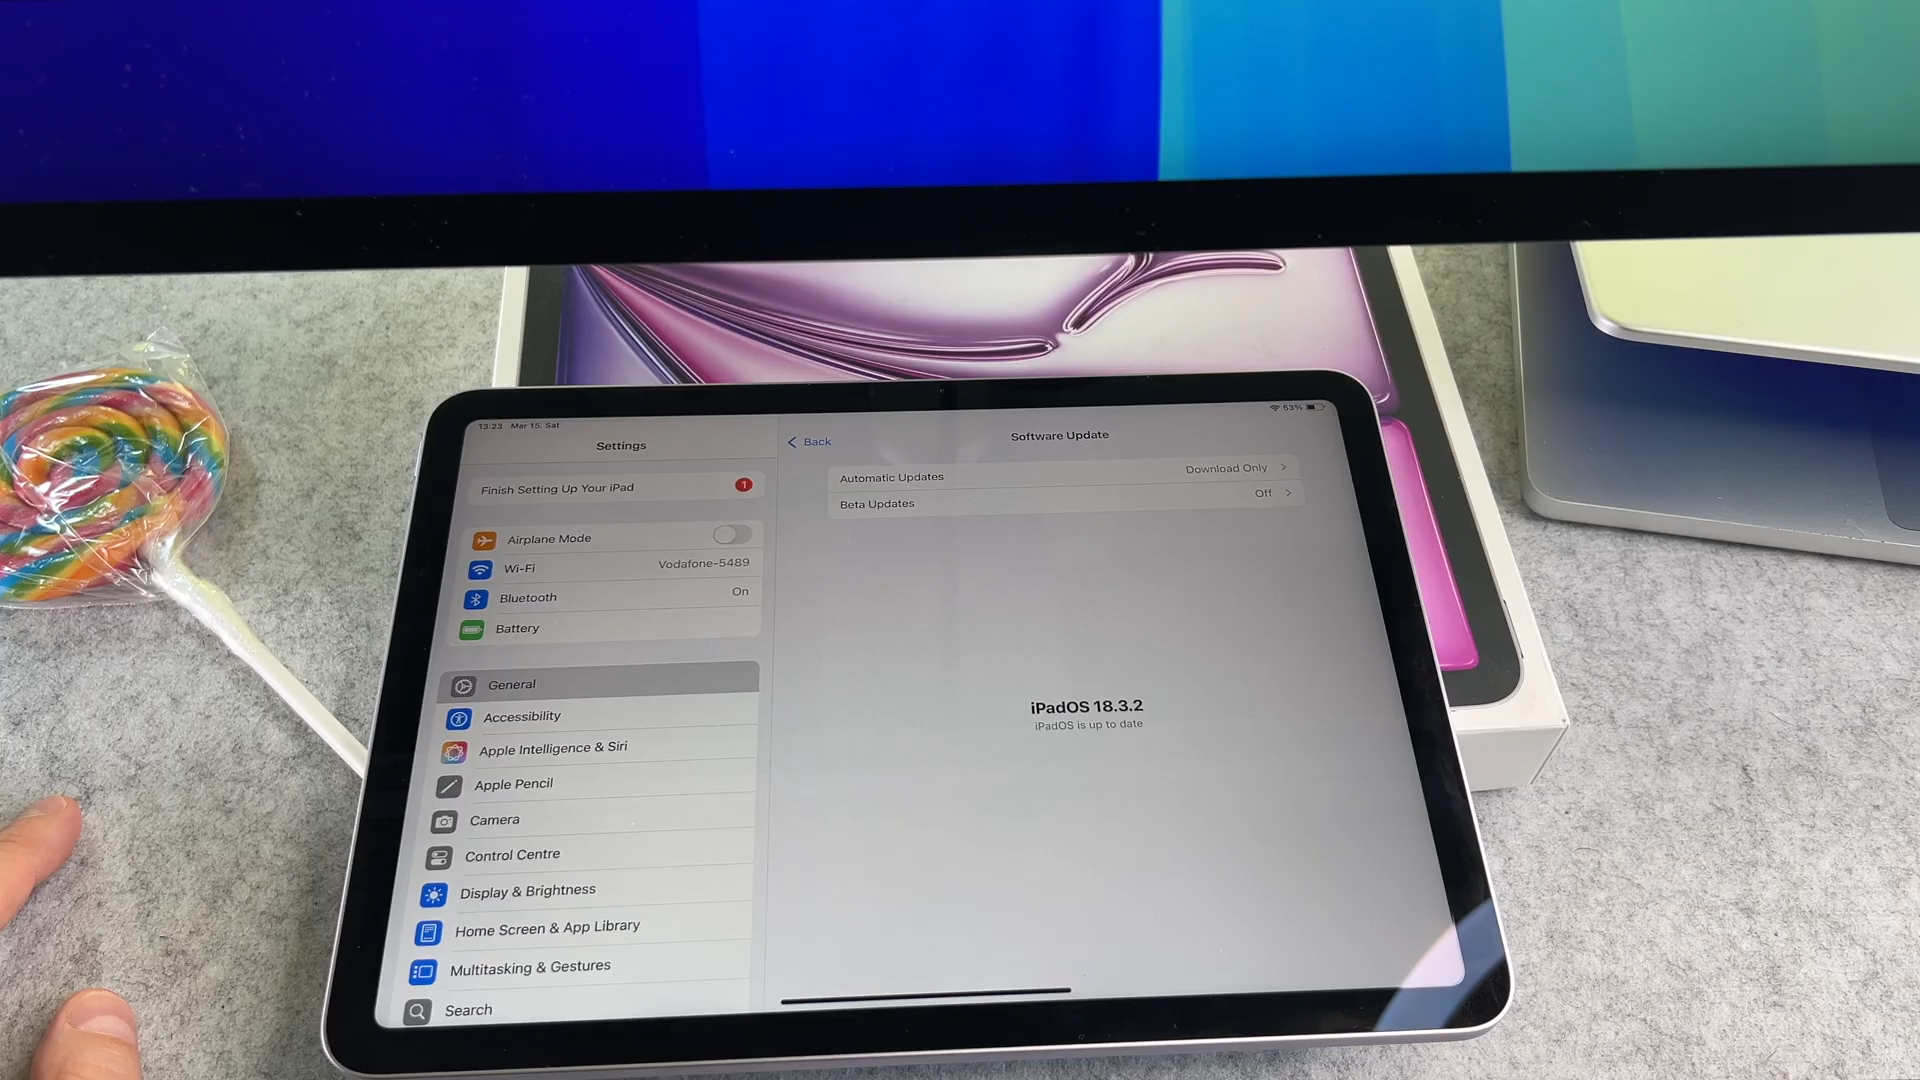 13:23 Mar 15. Sat
53%
Settings
Finish Setting Up Your iPad 1
Airplane Mode
Wi-Fi Vodafone-5489
Bluetooth On
Battery
General
Accessibility
Apple Intelligence & Siri
Apple Pencil
Camera
Control Centre
Display & Brightness
Home Screen & App Library
Multitasking & Gestures
Search
Back
Software Update
Automatic Updates Download Only
Beta Updates Off
iPadOS 18.3.2
iPadOS is up to date